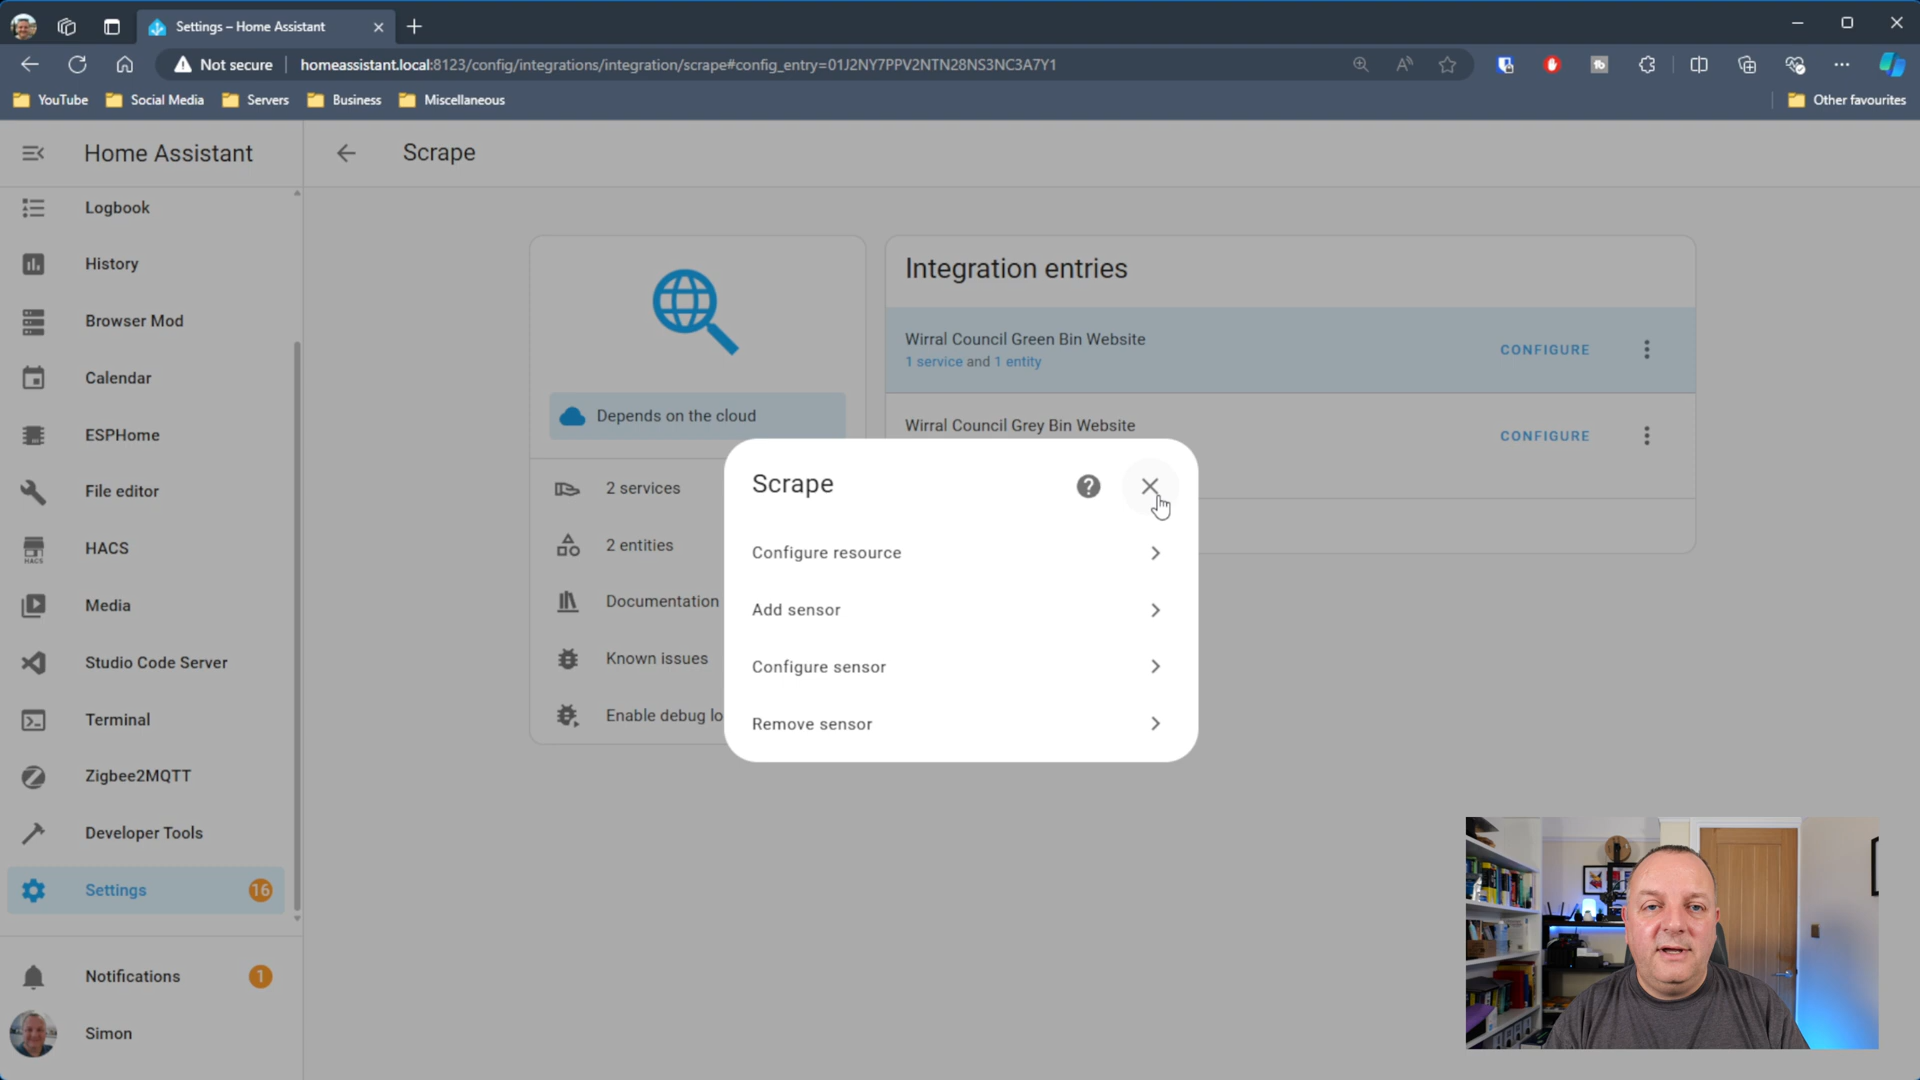 Settings – Home Assistant
Not secure
homeassistant.local:8123/config/integrations/integration/scrape#config_entry=01J2NY7PPV2NTN28NS3NC3A7Y1
YouTube
Social Media
Servers
Business
Miscellaneous
Other favourites
Home Assistant
Scrape
Logbook
History
Browser Mod
Calendar
ESPHome
File editor
HACS
HACS
Media
Studio Code Server
Terminal
Zigbee2MQTT
Developer Tools
Settings
16
Notifications
1
Simon
Depends on the cloud
2 services
2 entities
Documentation
Known issues
Enable debug lo
Integration entries
Wirral Council Green Bin Website
1 service and 1 entity
CONFIGURE
Wirral Council Grey Bin Website
CONFIGURE
Scrape
Configure resource
Add sensor
Configure sensor
Remove sensor